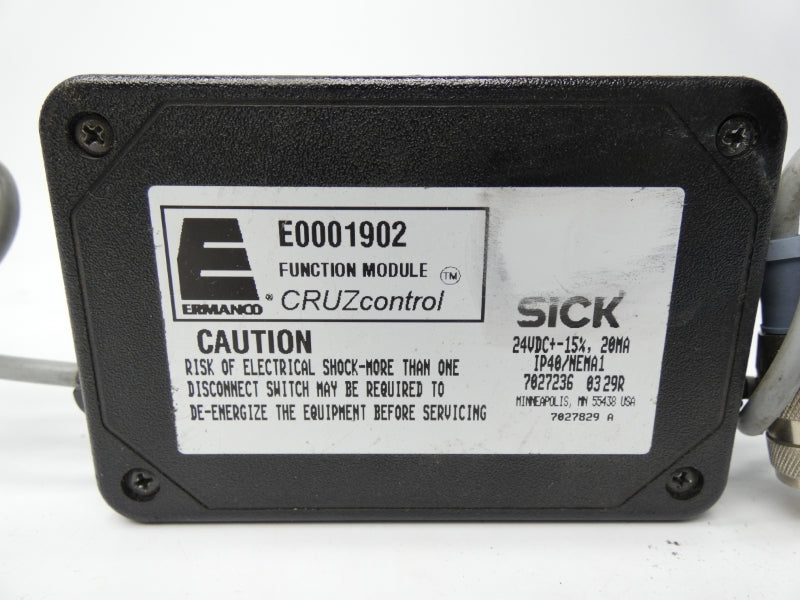 E0001902
FUNCTION MODULE TM
ERMANCO ® CRUZcontrol
CAUTION
RISK OF ELECTRICAL SHOCK-MORE THAN ONE
DISCONNECT SWITCH MAY BE REQUIRED TO
DE-ENERGIZE THE EQUIPMENT BEFORE SERVICING
SICK
24VDC+-15%, 20MA
IP40/NEMA1
7027236 0329R
MINNEAPOLIS, MN 55438 USA
7027829 A